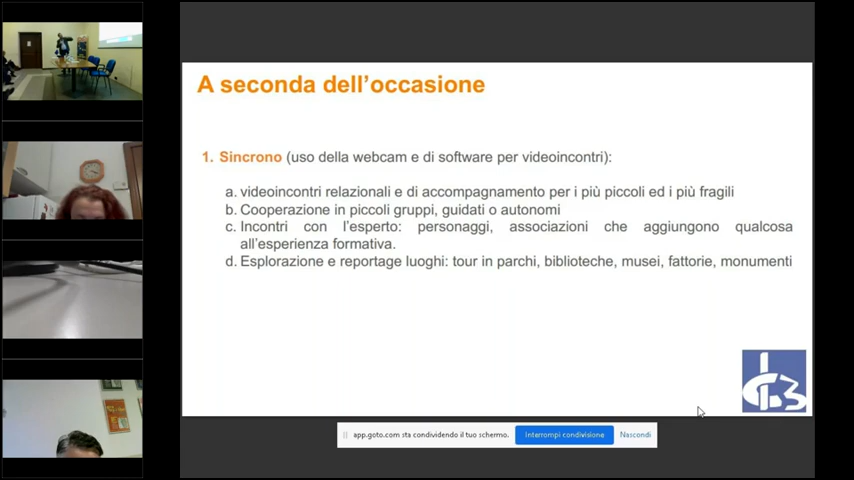 A seconda dell'occasione
1. Sincrono (uso della webcam e di software per videoincontri):
a. videoincontri relazionali e di accompagnamento per i più piccoli ed i più fragili
b. Cooperazione in piccoli gruppi, guidati o autonomi
c. Incontri con l'esperto: personaggi, associazioni che aggiungono qualcosa
all'esperienza formativa.
d. Esplorazione e reportage luoghi: tour in parchi, biblioteche, musei, fattorie, monumenti
app.goto.com sta condividendo il tuo schermo.
Interrompi condivisione
Nascondi